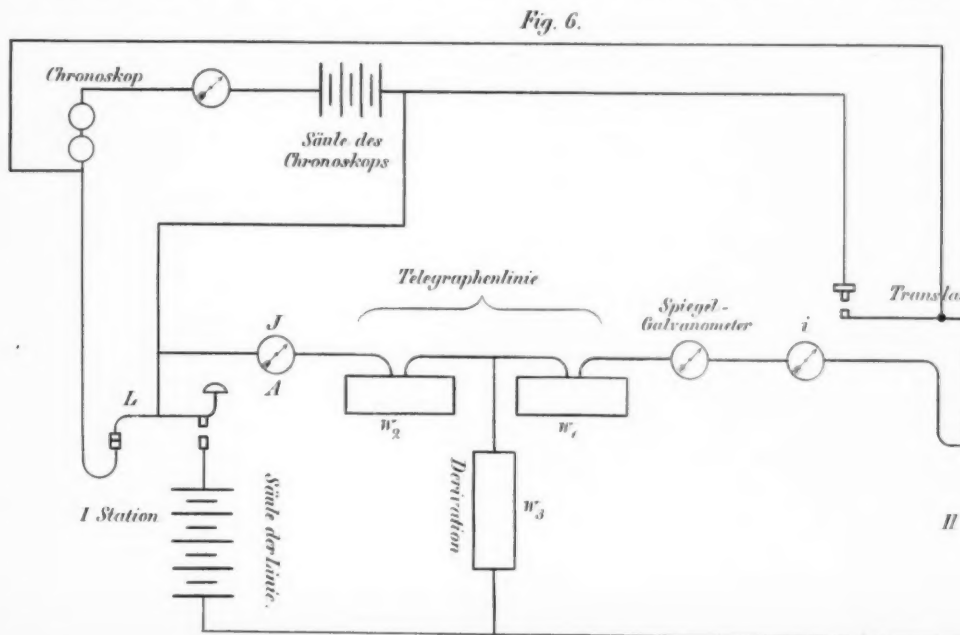 Fig. 6.
Chronoskop
Säule des
Chronoskops
Telegraphenlinie
Spiegel-
Galvanometer
i
J
A
L
W2
W1
W3
Derivation
I Station
Säule der Linie.
II